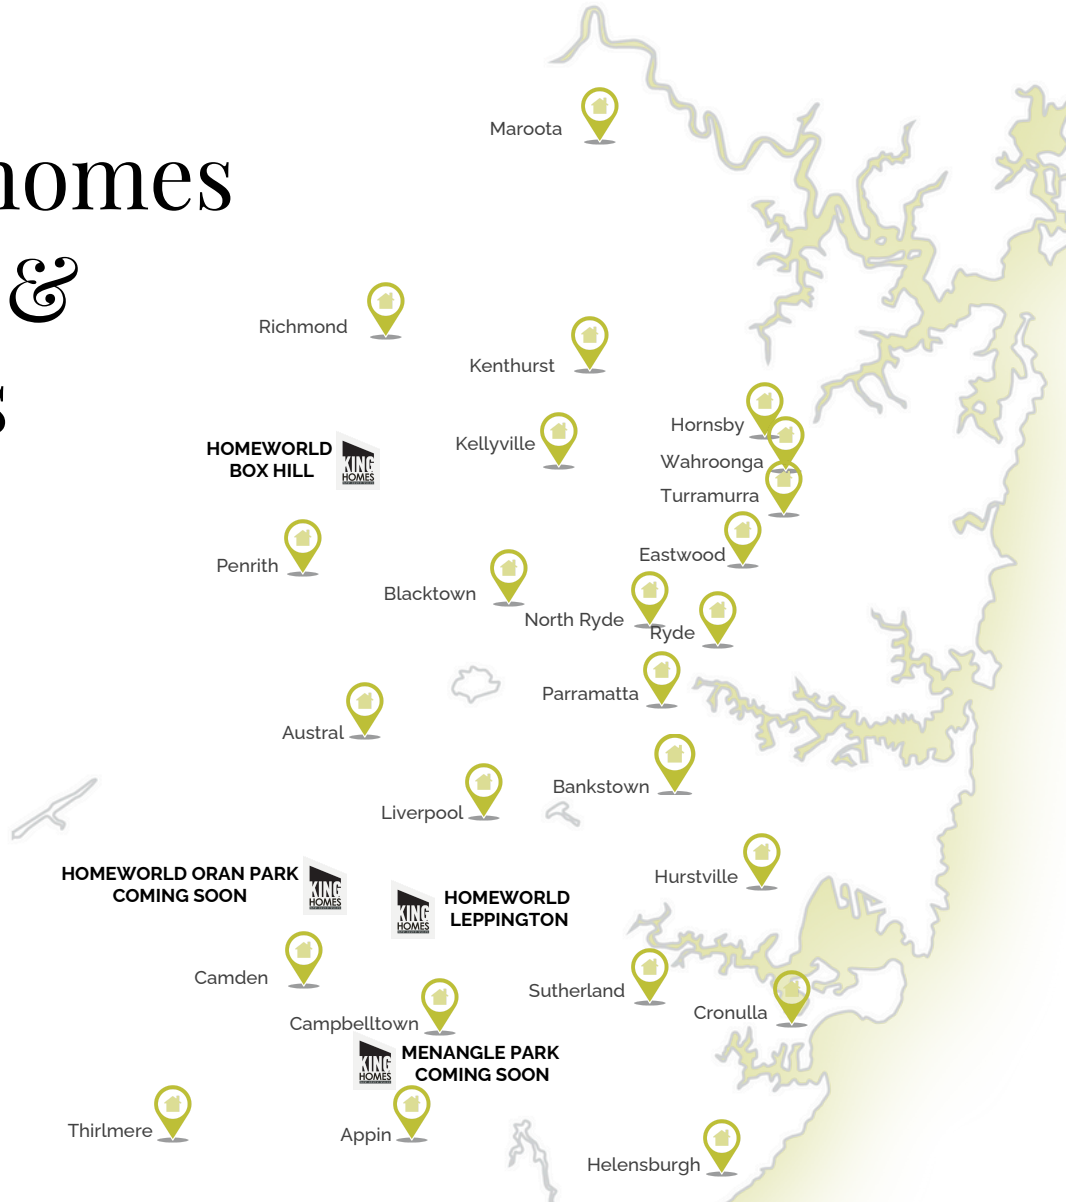 Maroota
homes
&
s
Richmond
Kenthurst
Hornsby
Kellyville
HOMEWORLD
BOX HILL
KING
HOMES
Wahroonga
Turramurra
Eastwood
Penrith
Blacktown
North Ryde
Ryde
Parramatta
Austral
Bankstown
Liverpool
Hurstville
HOMEWORLD ORAN PARK
COMING SOON
KING
HOMES
KING
HOMES
HOMEWORLD
LEPPINGTON
Camden
Sutherland
Cronulla
Campbelltown
KING
HOMES
MENANGLE PARK
COMING SOON
Thirlmere
Appin
Helensburgh